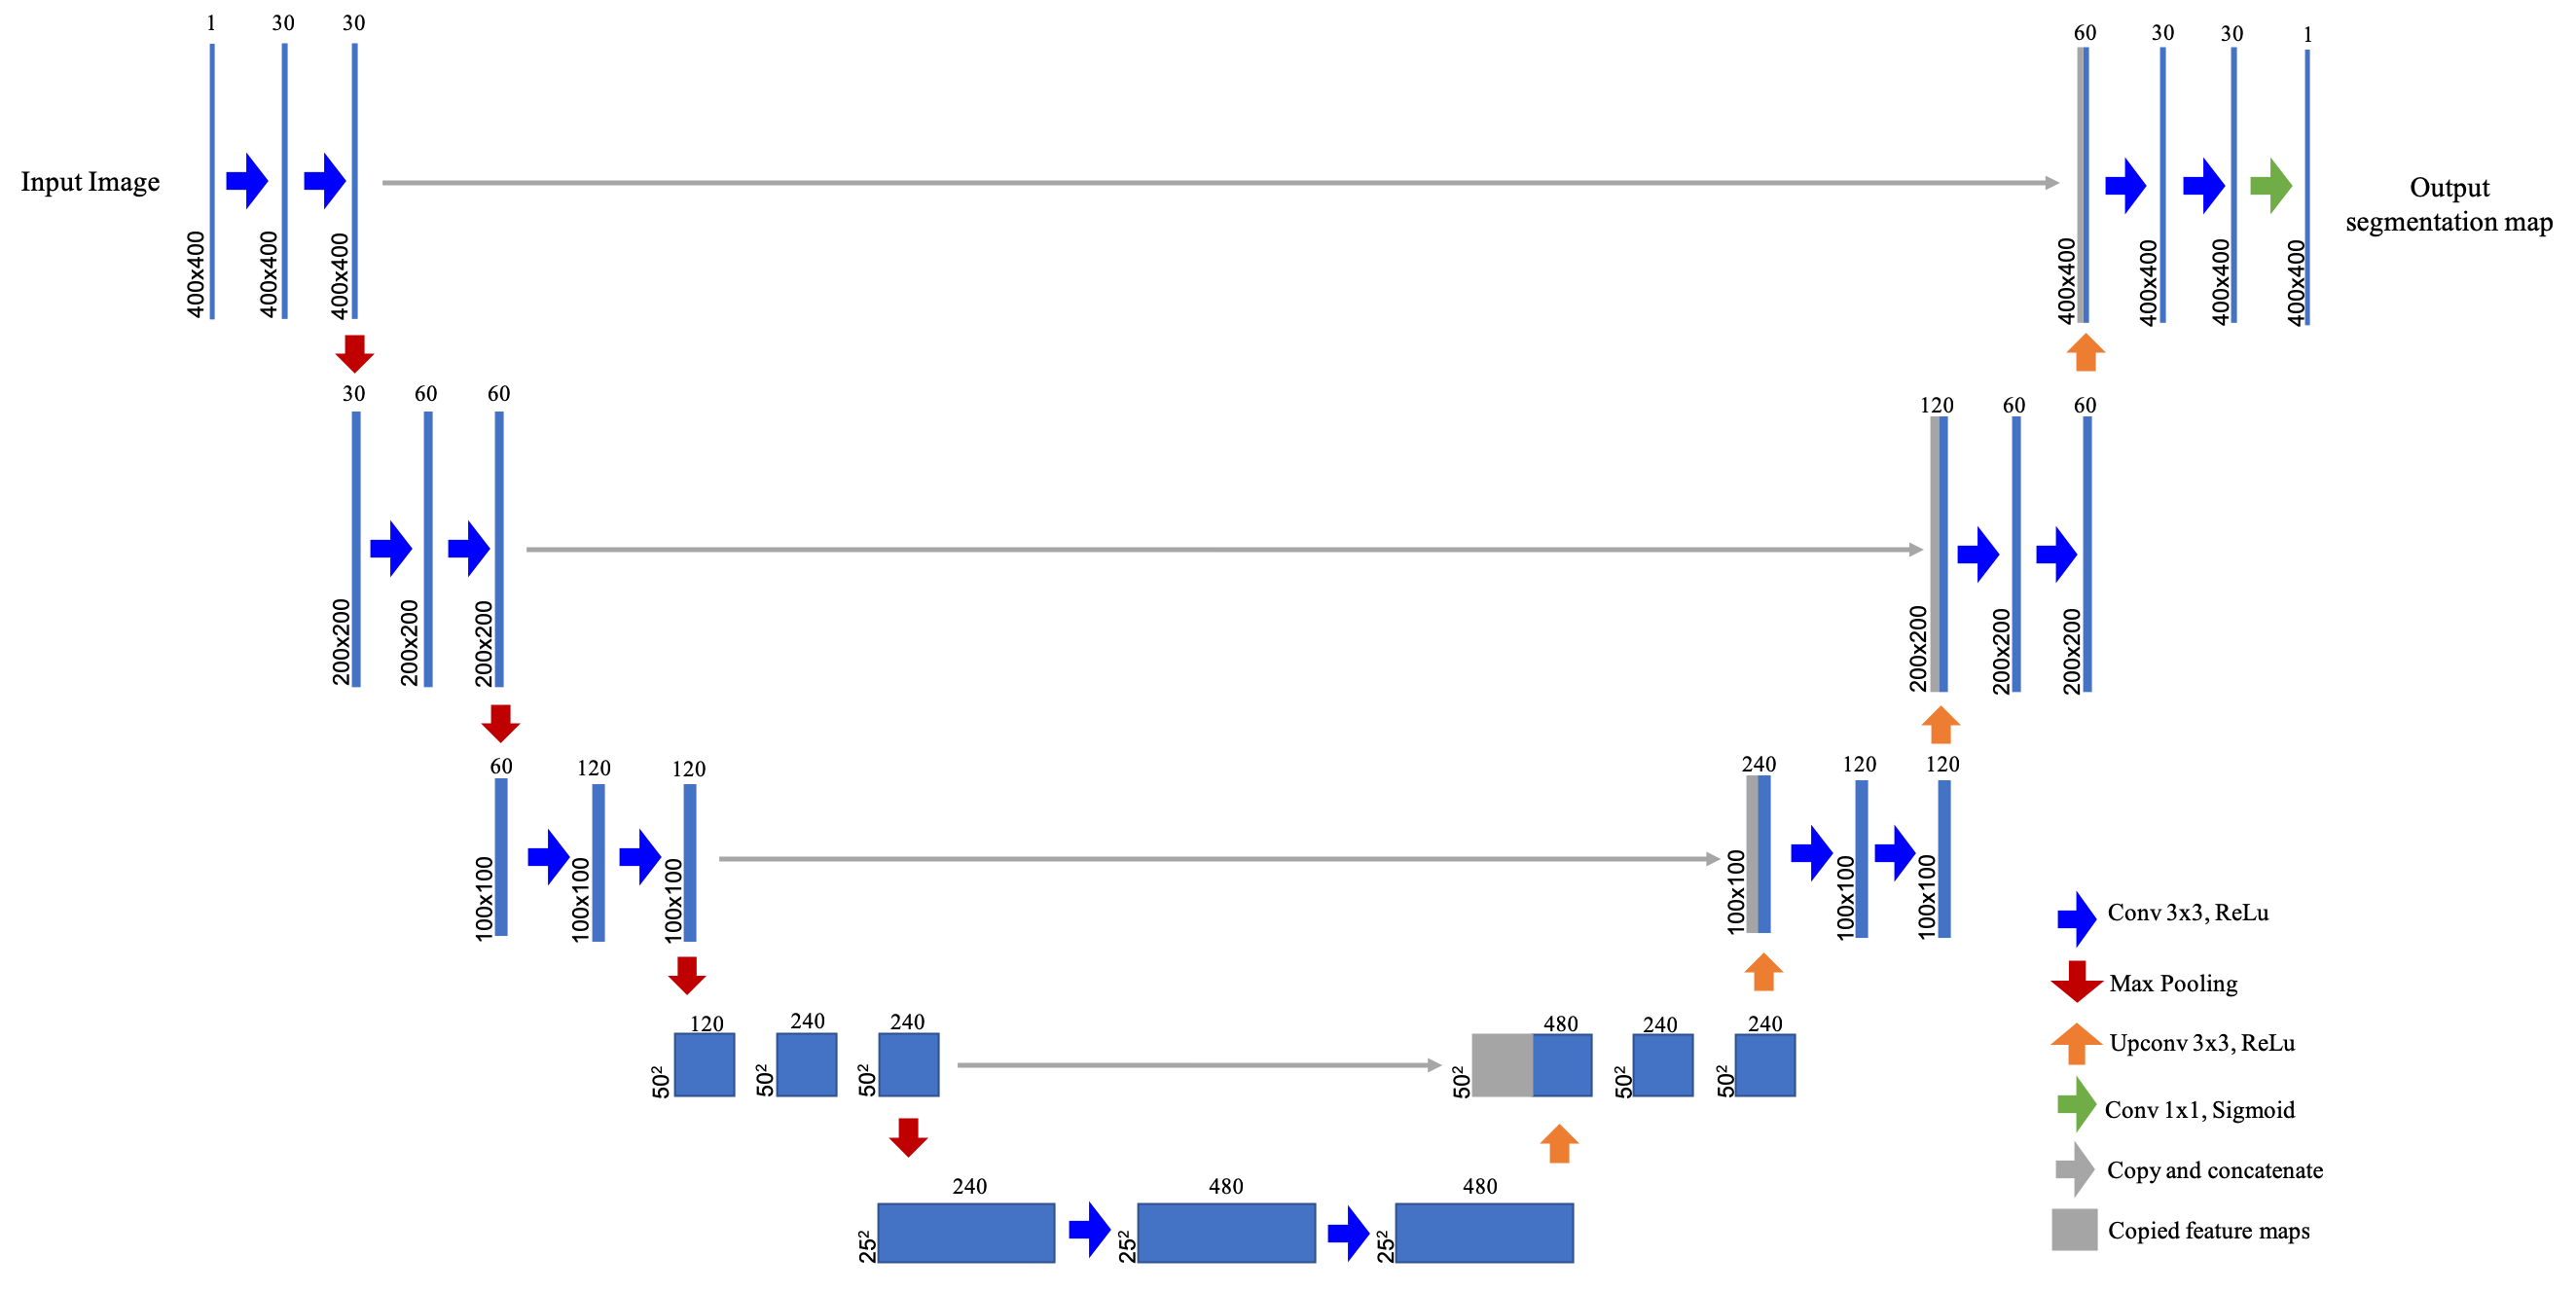 1 30 30
60 30 30 1
Input Image
Output
segmentation map
400x400 400x400 400x400
400x400 400x400 400x400 400x400
30 60 60
120 60 60
200x200 200x200 200x200
200x200 200x200 200x200
60 120 120
240 120 120
100x100 100x100 100x100
100x100 100x100 100x100
120 240 240
480 240 240
50² 50² 50²
50² 50² 50²
240 480 480
25² 25² 25²
Conv 3x3, ReLu
Max Pooling
Upconv 3x3, ReLu
Conv 1x1, Sigmoid
Copy and concatenate
Copied feature maps